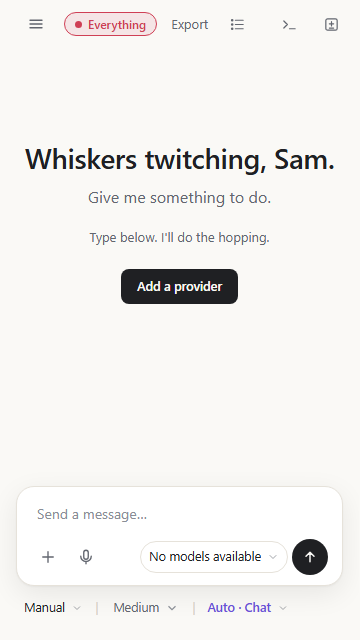 Everything
Export
Whiskers twitching, Sam.
Give me something to do.
Type below. I'll do the hopping.
Add a provider
Send a message...
No models available
Manual
Medium
Auto · Chat